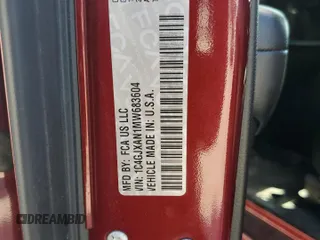 MFD BY: FCA US LLC
VIN: 1C4GJXAN1MW683604
VEHICLE MADE IN: U.S.A.
DREAMBID